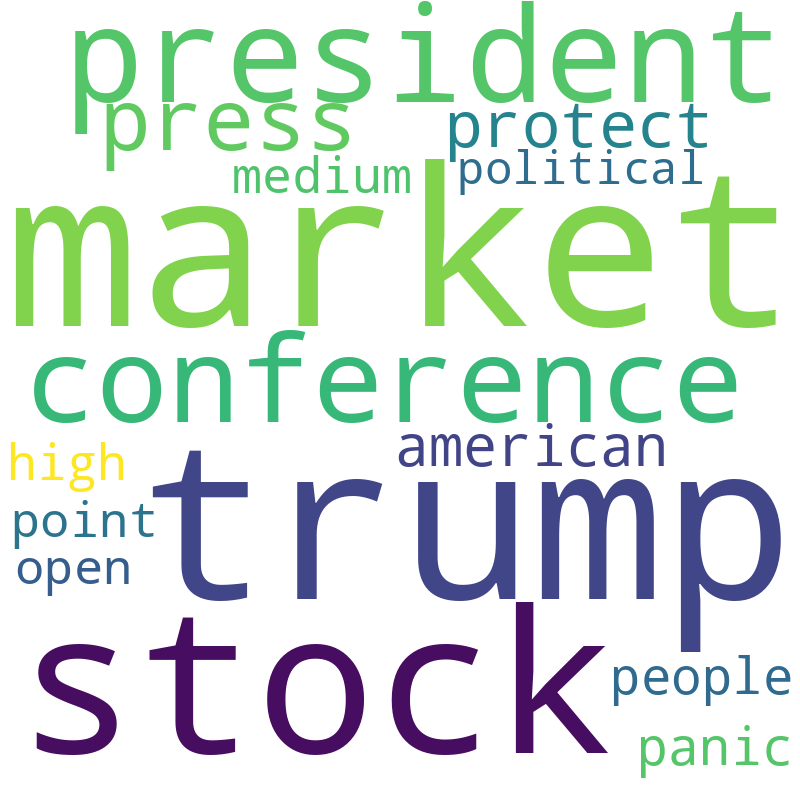 president
press
protect
medium
political
market
conference
american
high
trump
point
open
stock
people
panic